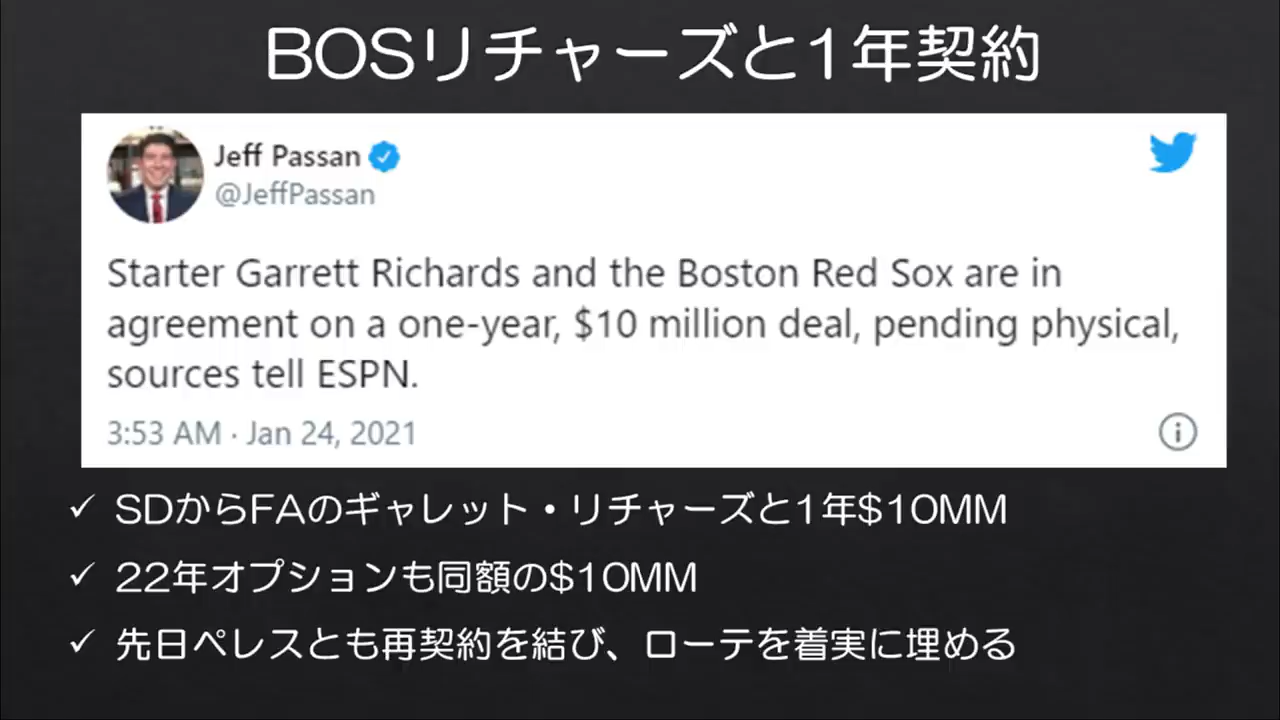 BOSリチャーズと1年契約
Jeff Passan
@JeffPassan
Starter Garrett Richards and the Boston Red Sox are in
agreement on a one-year, $10 million deal, pending physical,
sources tell ESPN.
3:53 AM · Jan 24, 2021
✓ SDからFAのギャレット・リチャーズと1年$10MM
✓ 22年オプションも同額の$10MM
✓ 先日ペレスとも再契約を結び、ローテを着実に埋める